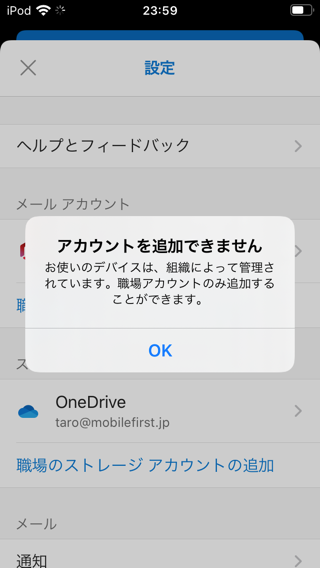 iPod 23:59
設定
ヘルプとフィードバック
メール アカウント
アカウントを追加できません
お使いのデバイスは、組織によって管理さ
れています。職場アカウントのみ追加する
ことができます。
OK
職
ス
OneDrive
taro@mobilefirst.jp
職場のストレージ アカウントの追加
メール
通知